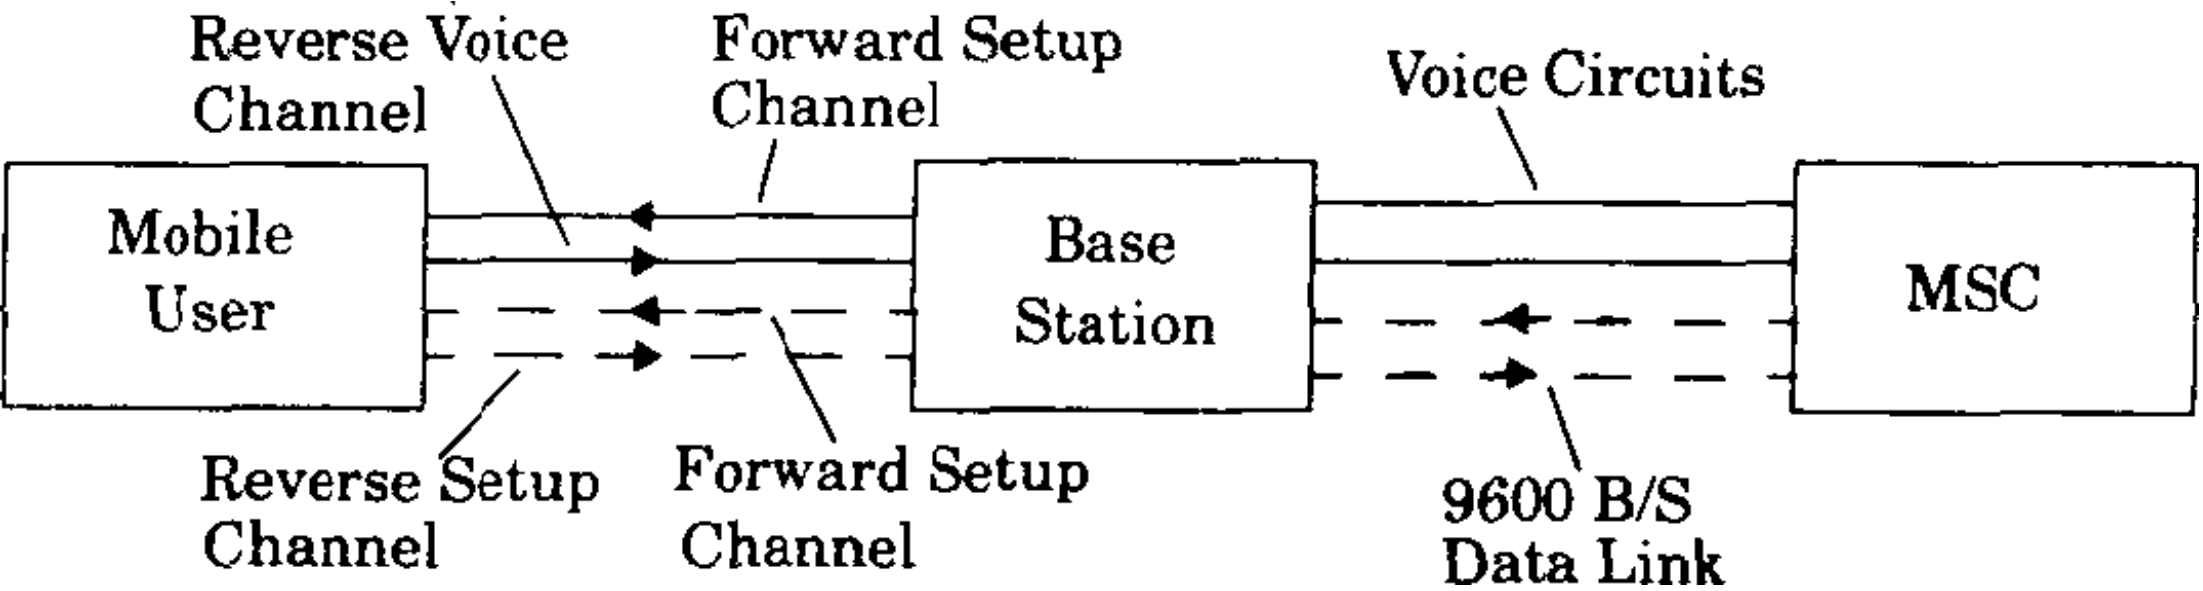 Reverse Voice
Channel
Forward Setup
Channel
Voice Circuits
Mobile
User
Base
Station
MSC
Reverse Setup
Channel
Forward Setup
Channel
9600 B/S
Data Link